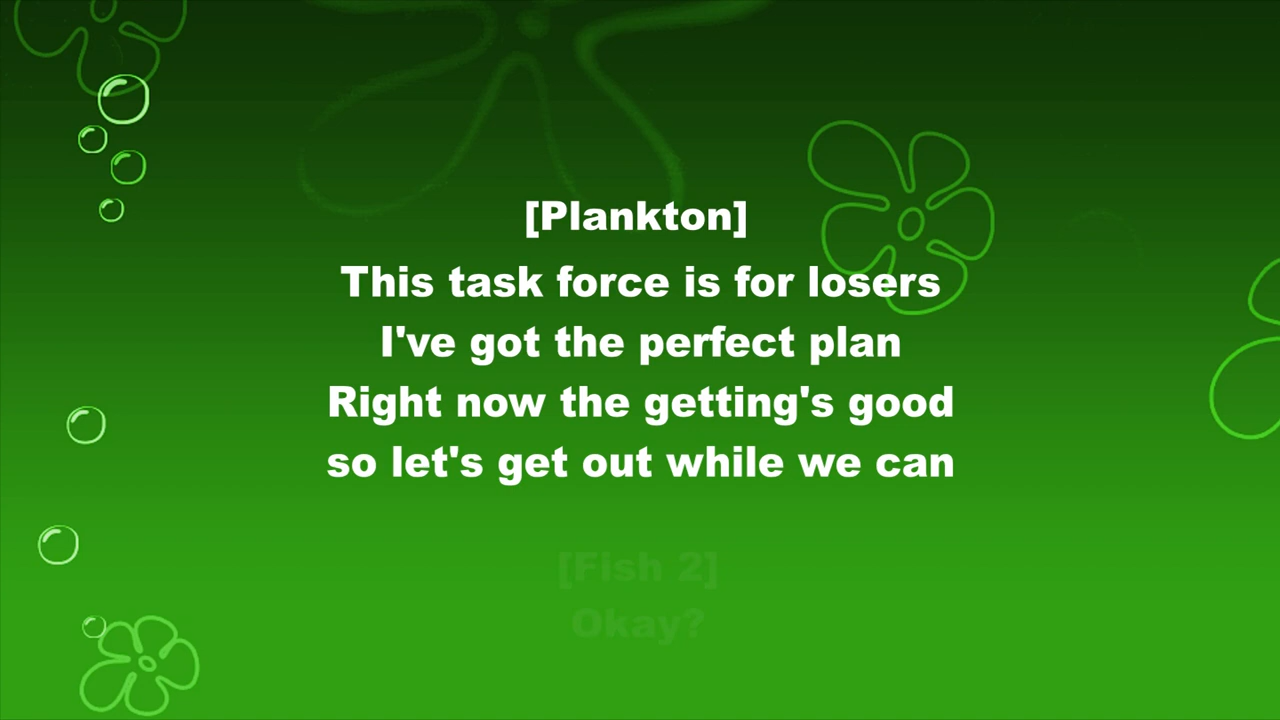 [Plankton]
This task force is for losers
I've got the perfect plan
Right now the getting's good
so let's get out while we can
[Fish 2]
Okay?